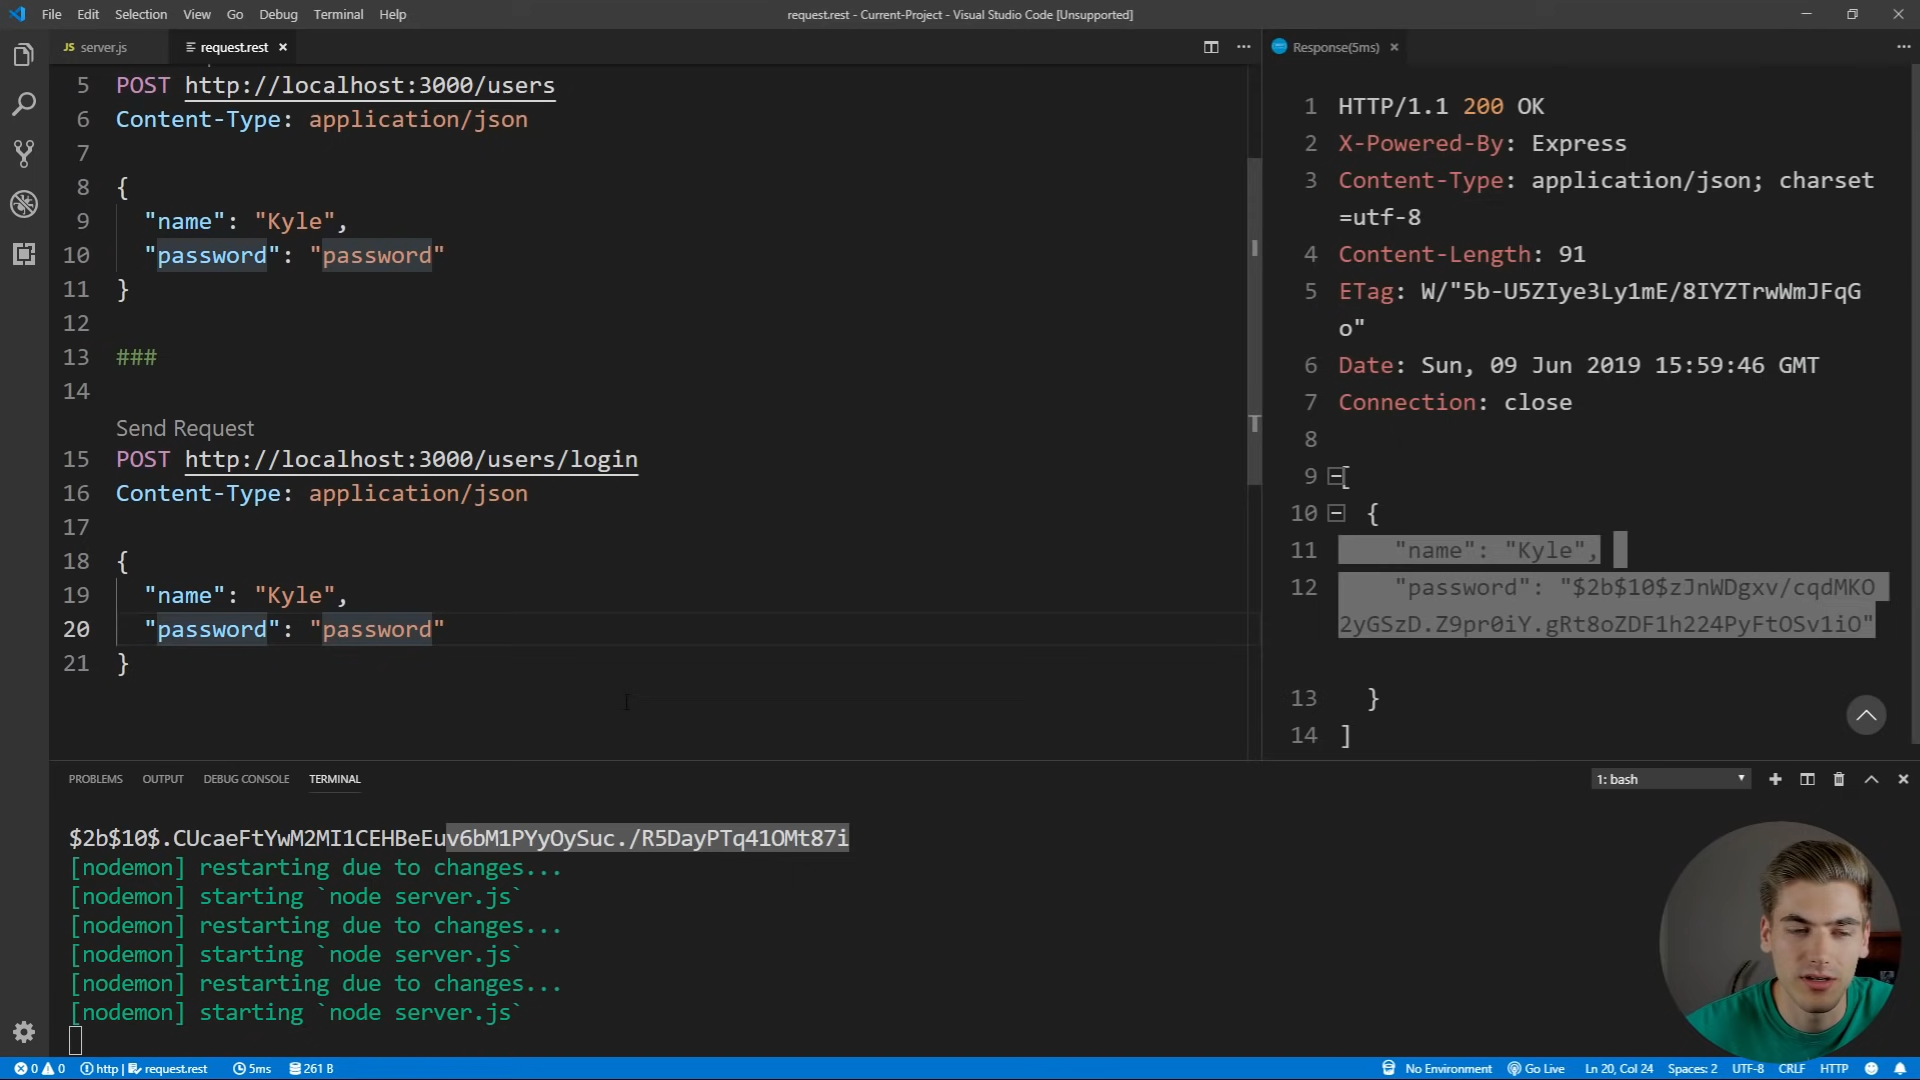 File Edit Selection View Go Debug Terminal Help
request.rest - Current-Project - Visual Studio Code [Unsupported]
JS server.js
request.rest ×
5 POST http://localhost:3000/users
6 Content-Type: application/json
7
8 {
9 "name": "Kyle",
10 "password": "password"
11 }
12
13 ###
14
Send Request
15 POST http://localhost:3000/users/login
16 Content-Type: application/json
17
18 {
19 "name": "Kyle",
20 "password": "password"
21 }
Response(5ms) ×
1 HTTP/1.1 200 OK
2 X-Powered-By: Express
3 Content-Type: application/json; charset
=utf-8
4 Content-Length: 91
5 ETag: W/"5b-U5ZIye3Ly1mE/8IYZTrwWmJFqG
o"
6 Date: Sun, 09 Jun 2019 15:59:46 GMT
7 Connection: close
8
9 [
10 {
11 "name": "Kyle",
12 "password": "$2b$10$zJnWDgxv/cqdMKO
2yGSzD.Z9pr0iY.gRt8oZDF1h224PyFtOSv1iO"
13 }
14 ]
PROBLEMS OUTPUT DEBUG CONSOLE TERMINAL
1: bash
$2b$10$.CUcaeFtYwM2MI1CEHBeEuv6bM1PYyOySuc./R5DayPTq41OMt87i
[nodemon] restarting due to changes...
[nodemon] starting `node server.js`
[nodemon] restarting due to changes...
[nodemon] starting `node server.js`
[nodemon] restarting due to changes...
[nodemon] starting `node server.js`
0 0 http | request.rest 5ms 261 B
No Environment Go Live Ln 20, Col 24 Spaces: 2 UTF-8 CRLF HTTP